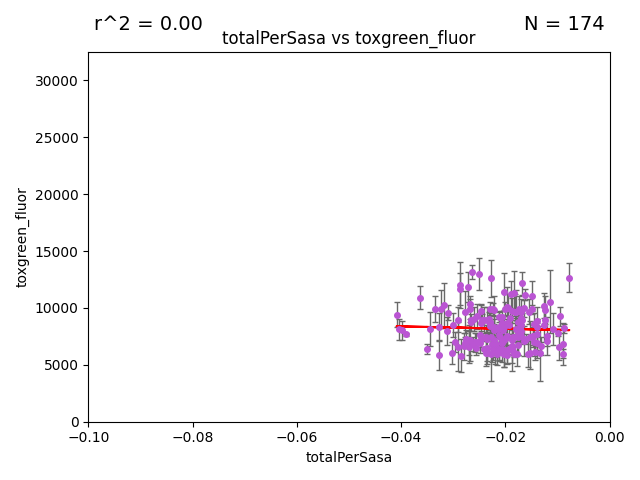 r^2 = 0.00
N = 174
totalPerSasa vs toxgreen_fluor
toxgreen_fluor
30000
25000
20000
15000
10000
5000
0
−0.10
−0.08
−0.06
−0.04
−0.02
0.00
totalPerSasa